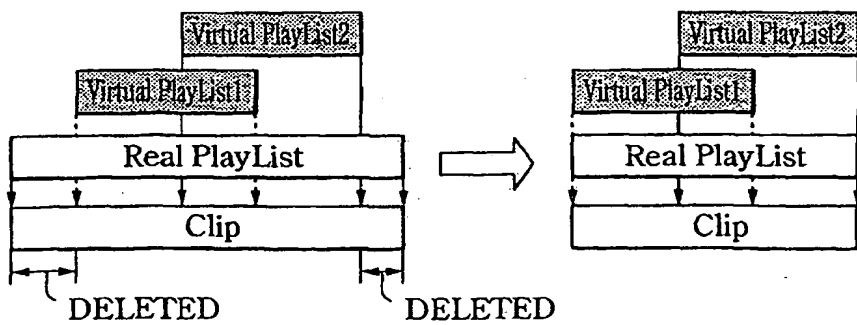 Virtual PlayList2
Virtual PlayList1
Real PlayList
Clip
DELETED
DELETED
Virtual PlayList2
Virtual PlayList1
Real PlayList
Clip